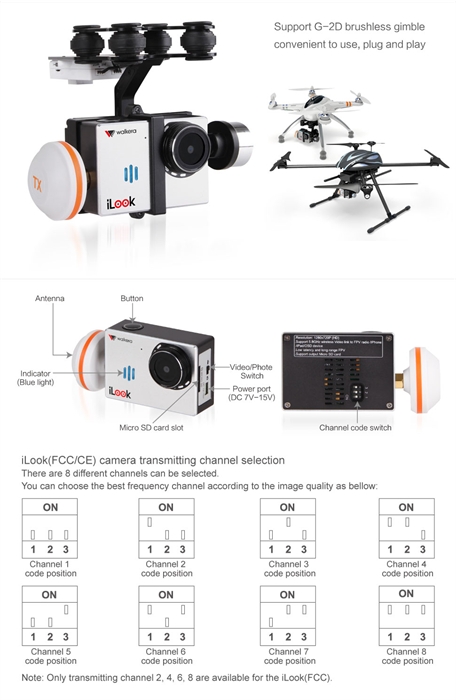 Support G-2D brushless gimble
convenient to use, plug and play
walkera
TX
iLook
Antenna
Button
walkera
Indicator
(Blue light)
iLook
Video/Phote
Switch
Power port
(DC 7V-15V)
Micro SD card slot
Channel code switch
iLook(FCC/CE) camera transmitting channel selection
There are 8 different channels can be selected.
You can choose the best frequency channel according to the image quality as bellow:
ON ON ON ON
1 2 3 1 2 3 1 2 3 1 2 3
Channel 1 Channel 2 Channel 3 Channel 4
code position code position code position code position
ON ON ON ON
1 2 3 1 2 3 1 2 3 1 2 3
Channel 5 Channel 6 Channel 7 Channel 8
code position code position code position code position
Note: Only transmitting channel 2, 4, 6, 8 are available for the iLook(FCC).